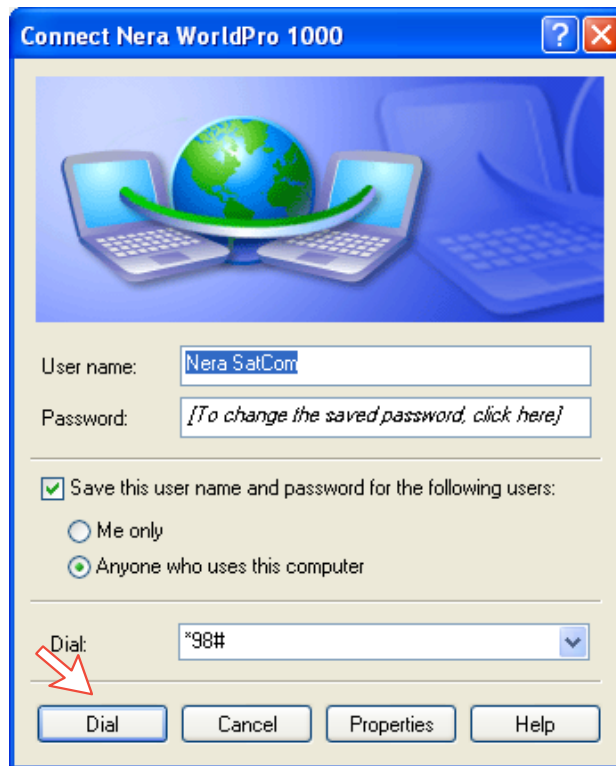 Connect Nera WorldPro 1000
User name: Nera SatCom
Password: [To change the saved password, click here]
Save this user name and password for the following users:
Me only
Anyone who uses this computer
Dial: *98#
Dial Cancel Properties Help